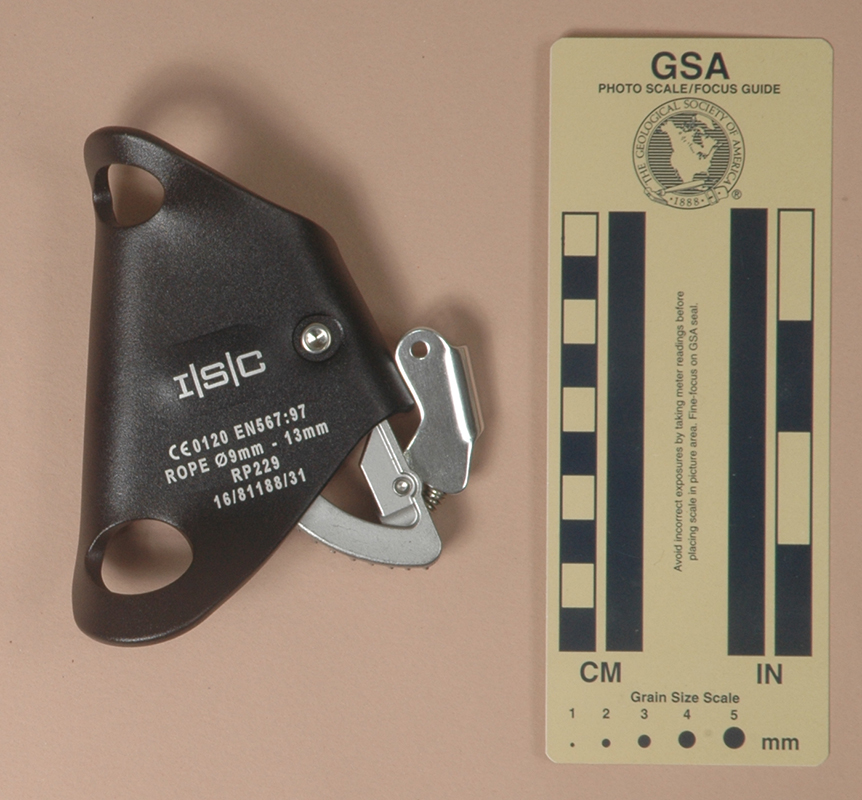 I|S|C
CE0120 EN567:97
ROPE Ø9mm - 13mm
RP229
16/81188/31
GSA
PHOTO SCALE/FOCUS GUIDE
THE GEOLOGICAL SOCIETY OF AMERICA
·1888·
®
Avoid incorrect exposures by taking meter readings before
placing scale in picture area. Fine-focus on GSA seal.
CM IN
Grain Size Scale
1 2 3 4 5
mm